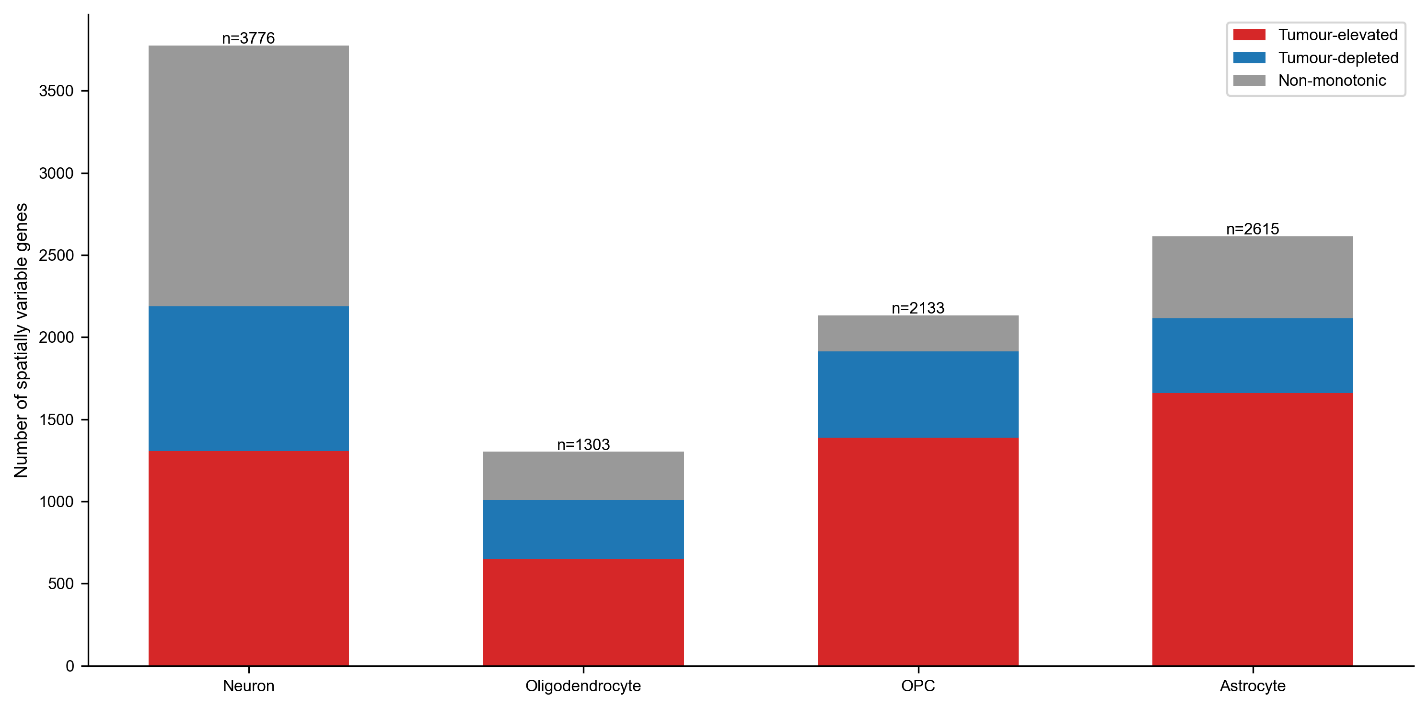 Number of spatially variable genes
3500
3000
2500
2000
1500
1000
500
0
n=3776
n=1303
n=2133
n=2615
Neuron
Oligodendrocyte
OPC
Astrocyte
Tumour-elevated
Tumour-depleted
Non-monotonic